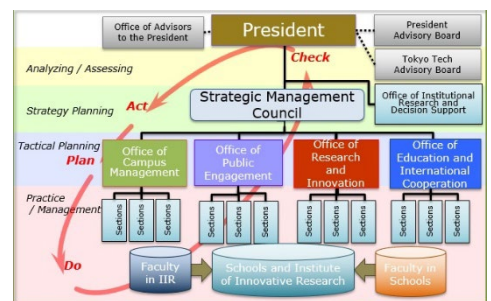 Office of Advisors
to the President
President
President
Advisory Board
Check
Tokyo Tech
Advisory Board
Analyzing / Assessing
Act
Strategy Planning
Strategic Management
Council
Office of Institutional
Research and
Decision Support
Tactical Planning
Plan
Office of
Campus
Management
Office of
Public
Engagement
Office of
Research
and
Innovation
Office of
Education and
International
Cooperation
Practice
/ Management
Sections
Sections
Sections
Sections
Sections
Sections
Sections
Sections
Sections
Sections
Sections
Sections
Do
Faculty
in IIR
Schools and Institute
of Innovative Research
Faculty in
Schools